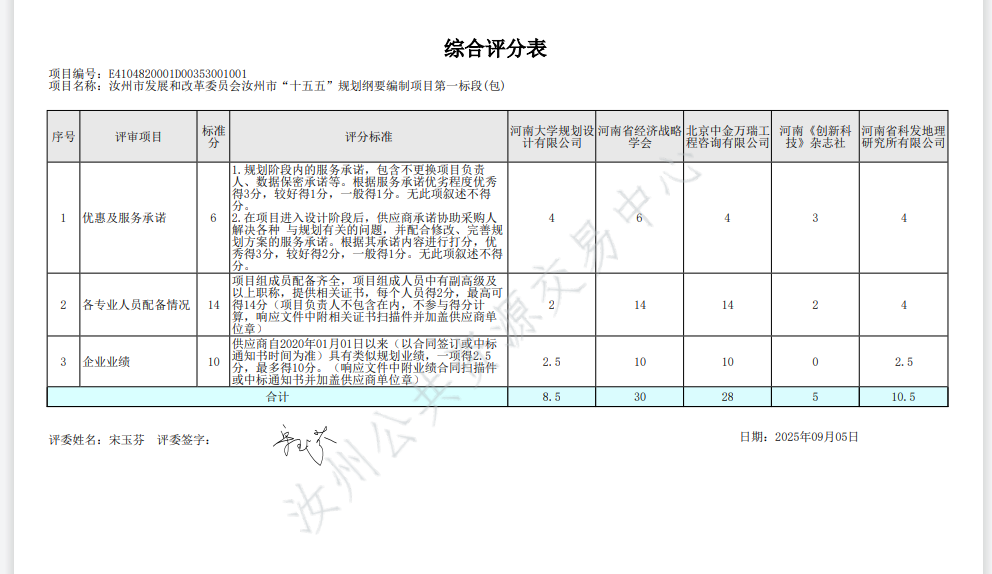 综合评分表
项目编号：E4104820001D00353001001
项目名称：汝州市发展和改革委员会汝州市“十五五”规划纲要编制项目第一标段(包)
序号 评审项目 标准分 评分标准 河南大学规划设计有限公司 河南省经济战略学会 北京中金万瑞工程咨询有限公司 河南《创新科技》杂志社 河南省科发地理研究所有限公司
1 优惠及服务承诺 6
1.规划阶段内的服务承诺，包含不更换项目负责
人、数据保密承诺等。根据服务承诺优劣程度优秀
得3分，较好得1分，一般得1分。无此项叙述不得
分。
2.在项目进入设计阶段后，供应商承诺协助采购人
解决各种 与规划有关的问题，并配合修改、完善规
划方案的服务承诺。根据其承诺内容进行打分，优
秀得3分，较好得2分，一般得1分。无此项叙述不得
分。
4 6 4 3 4
2 各专业人员配备情况 14
项目组成员配备齐全，项目组成人员中有副高级及
以上职称，提供相关证书，每个人员得2分，最高可
得14分（项目负责人不包含在内，不参与得分计
算，响应文件中附相关证书扫描件并加盖供应商单
位章）
2 14 14 2 4
3 企业业绩 10
供应商自2020年01月01日以来（以合同签订或中标
通知书时间为准）具有类似规划业绩，一项得2.5
分，最多得10分。（响应文件中附业绩合同扫描件
或中标通知书并加盖供应商单位章）
2.5 10 10 0 2.5
合计 8.5 30 28 5 10.5
评委姓名：宋玉芬 评委签字： 宋玉芬
日期：2025年09月05日
汝州公共资源交易中心